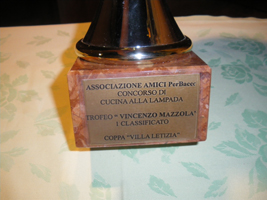 ASSOCIAZIONE AMICI PerBacco
CONCORSO DI
CUCINA ALLA LAMPADA
TROFEO " VINCENZO MAZZOLA"
1 CLASSIFICATO
COPPA "VILLA LETIZIA"